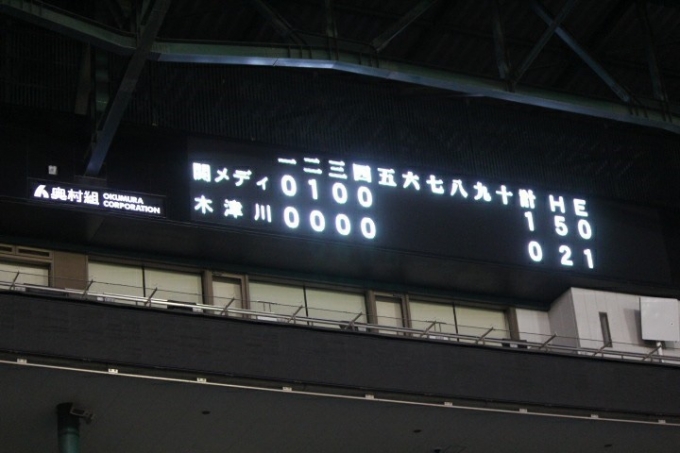 一二三四五六七八九十計HE
関メディ0100 150
木津川0000 021
奥村組 OKUMURA
CORPORATION